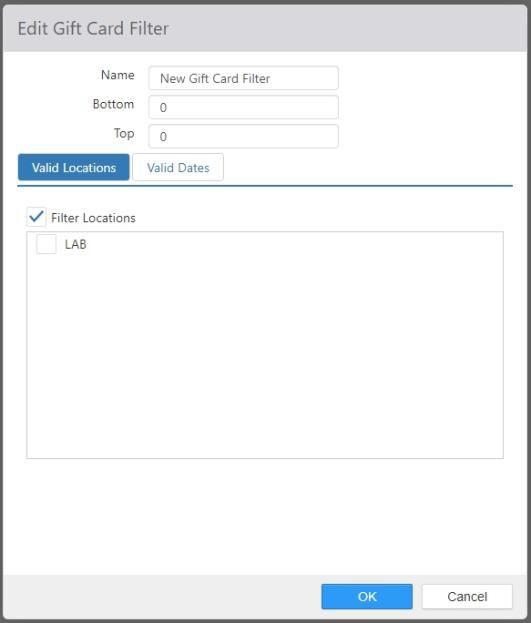 Edit Gift Card Filter
Name New Gift Card Filter
Bottom 0
Top 0
Valid Locations Valid Dates
Filter Locations
LAB
OK Cancel